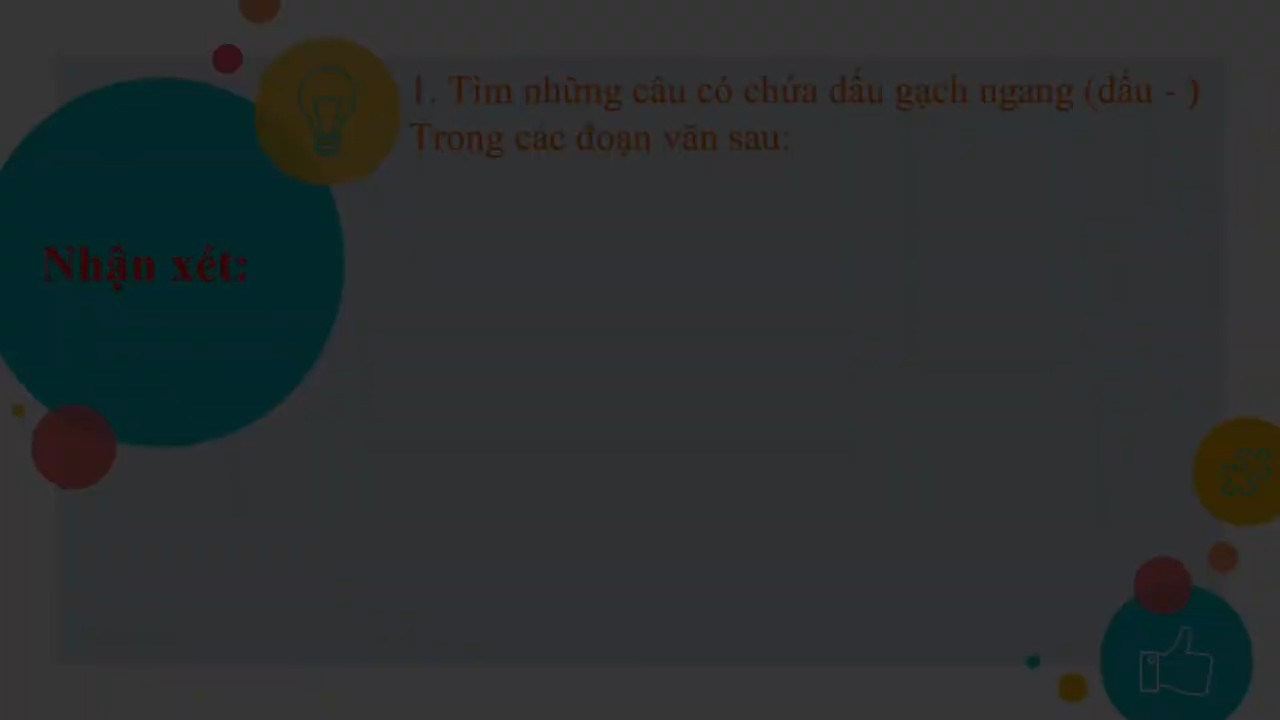 1. Tìm những câu có chứa dấu gạch ngang (dấu - )
Trong các đoạn văn sau:
Nhận xét: